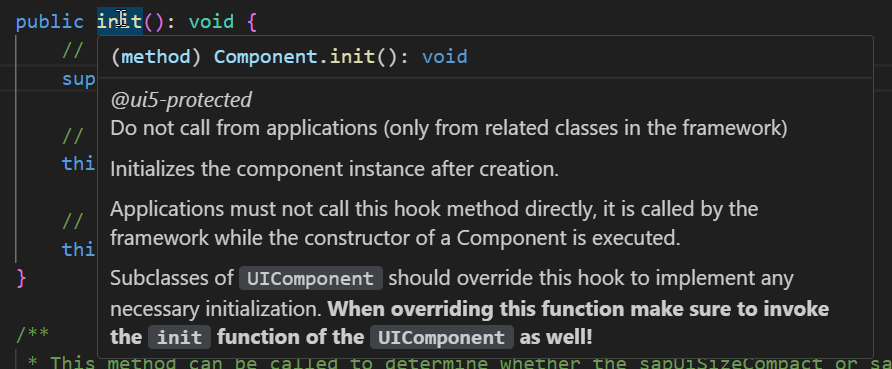 public init(): void {
//
(method) Component.init(): void
sup
@ui5-protected
Do not call from applications (only from related classes in the framework)
//
Initializes the component instance after creation.
thi
Applications must not call this hook method directly, it is called by the
//
framework while the constructor of a Component is executed.
thi
Subclasses of UIComponent should override this hook to implement any
}
necessary initialization. When overriding this function make sure to invoke
/**
the init function of the UIComponent as well!
* This method can be called to determine whether the sapUiSizeCompact or sa